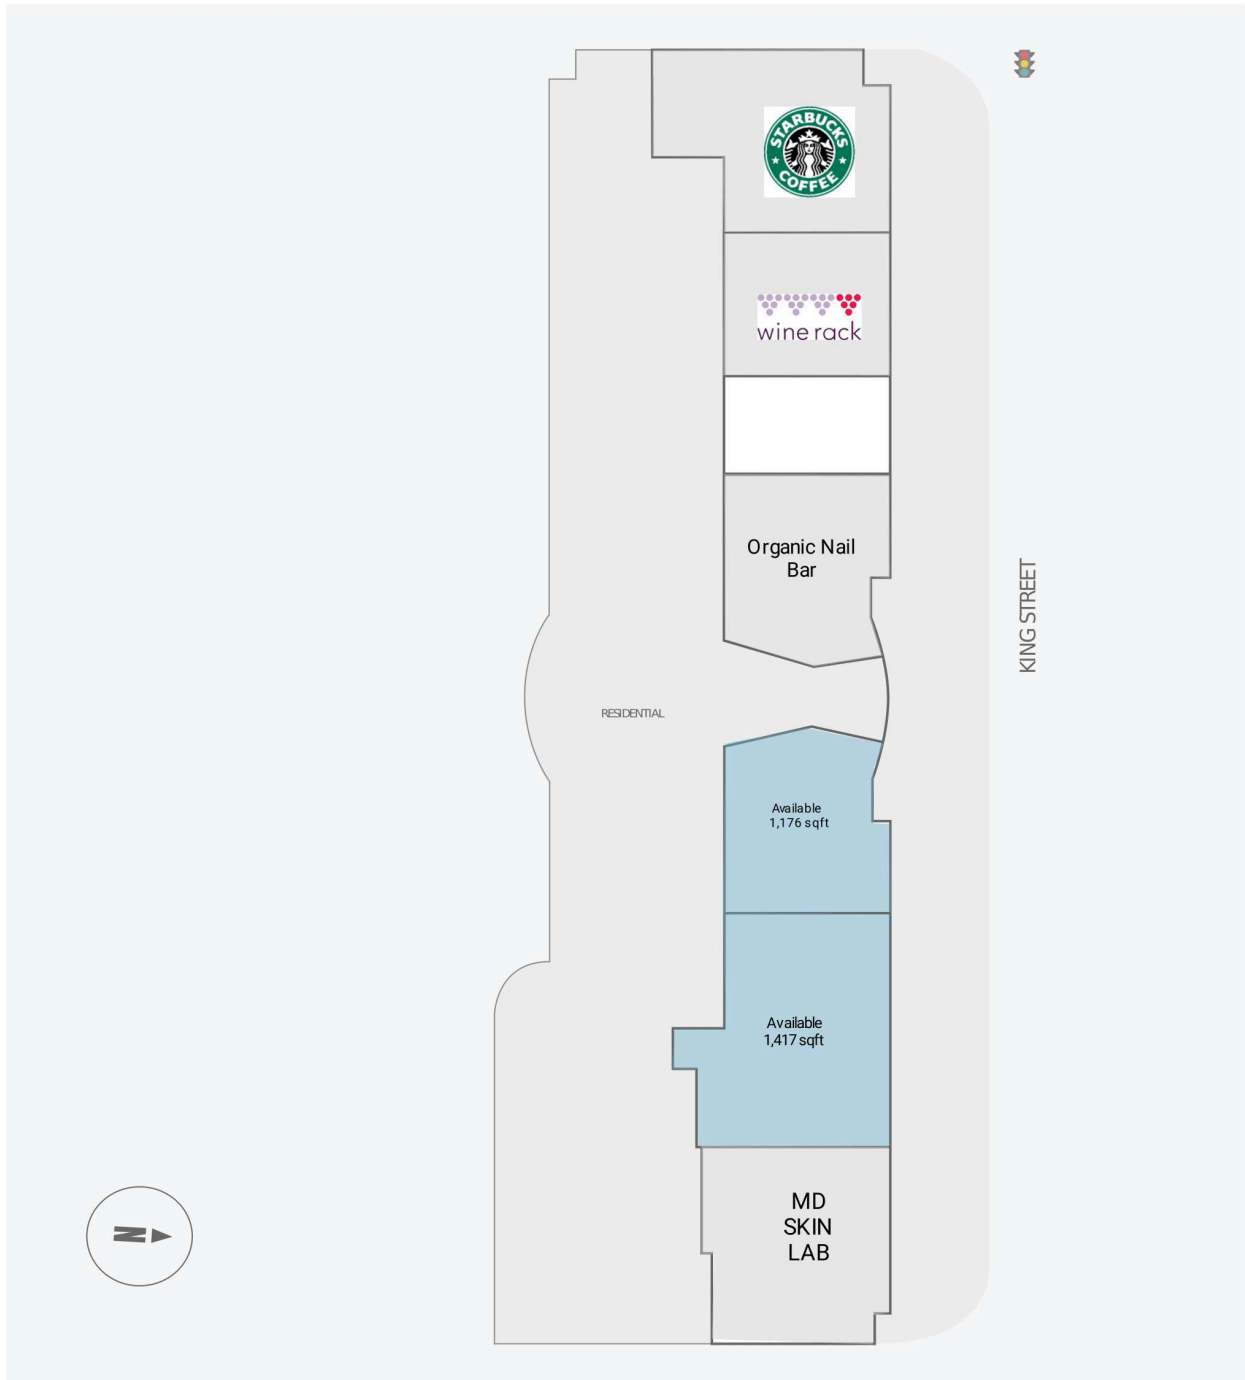 STARBUCKS
COFFEE
wine rack
Organic Nail
Bar
KING STREET
RESIDENTIAL
Available
1,176 sqft
Available
1,417 sqft
MD
SKIN
LAB
N